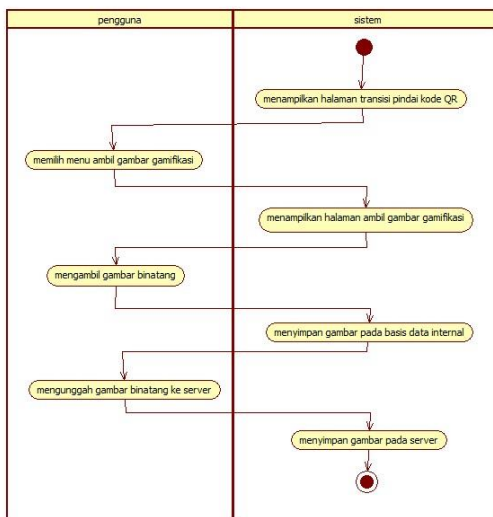 pengguna
sistem
menampilkan halaman transisi pindai kode QR
memilih menu ambil gambar gamifikasi
menampilkan halaman ambil gambar gamifikasi
mengambil gambar binatang
menyimpan gambar pada basis data internal
mengunggah gambar binatang ke server
menyimpan gambar pada server